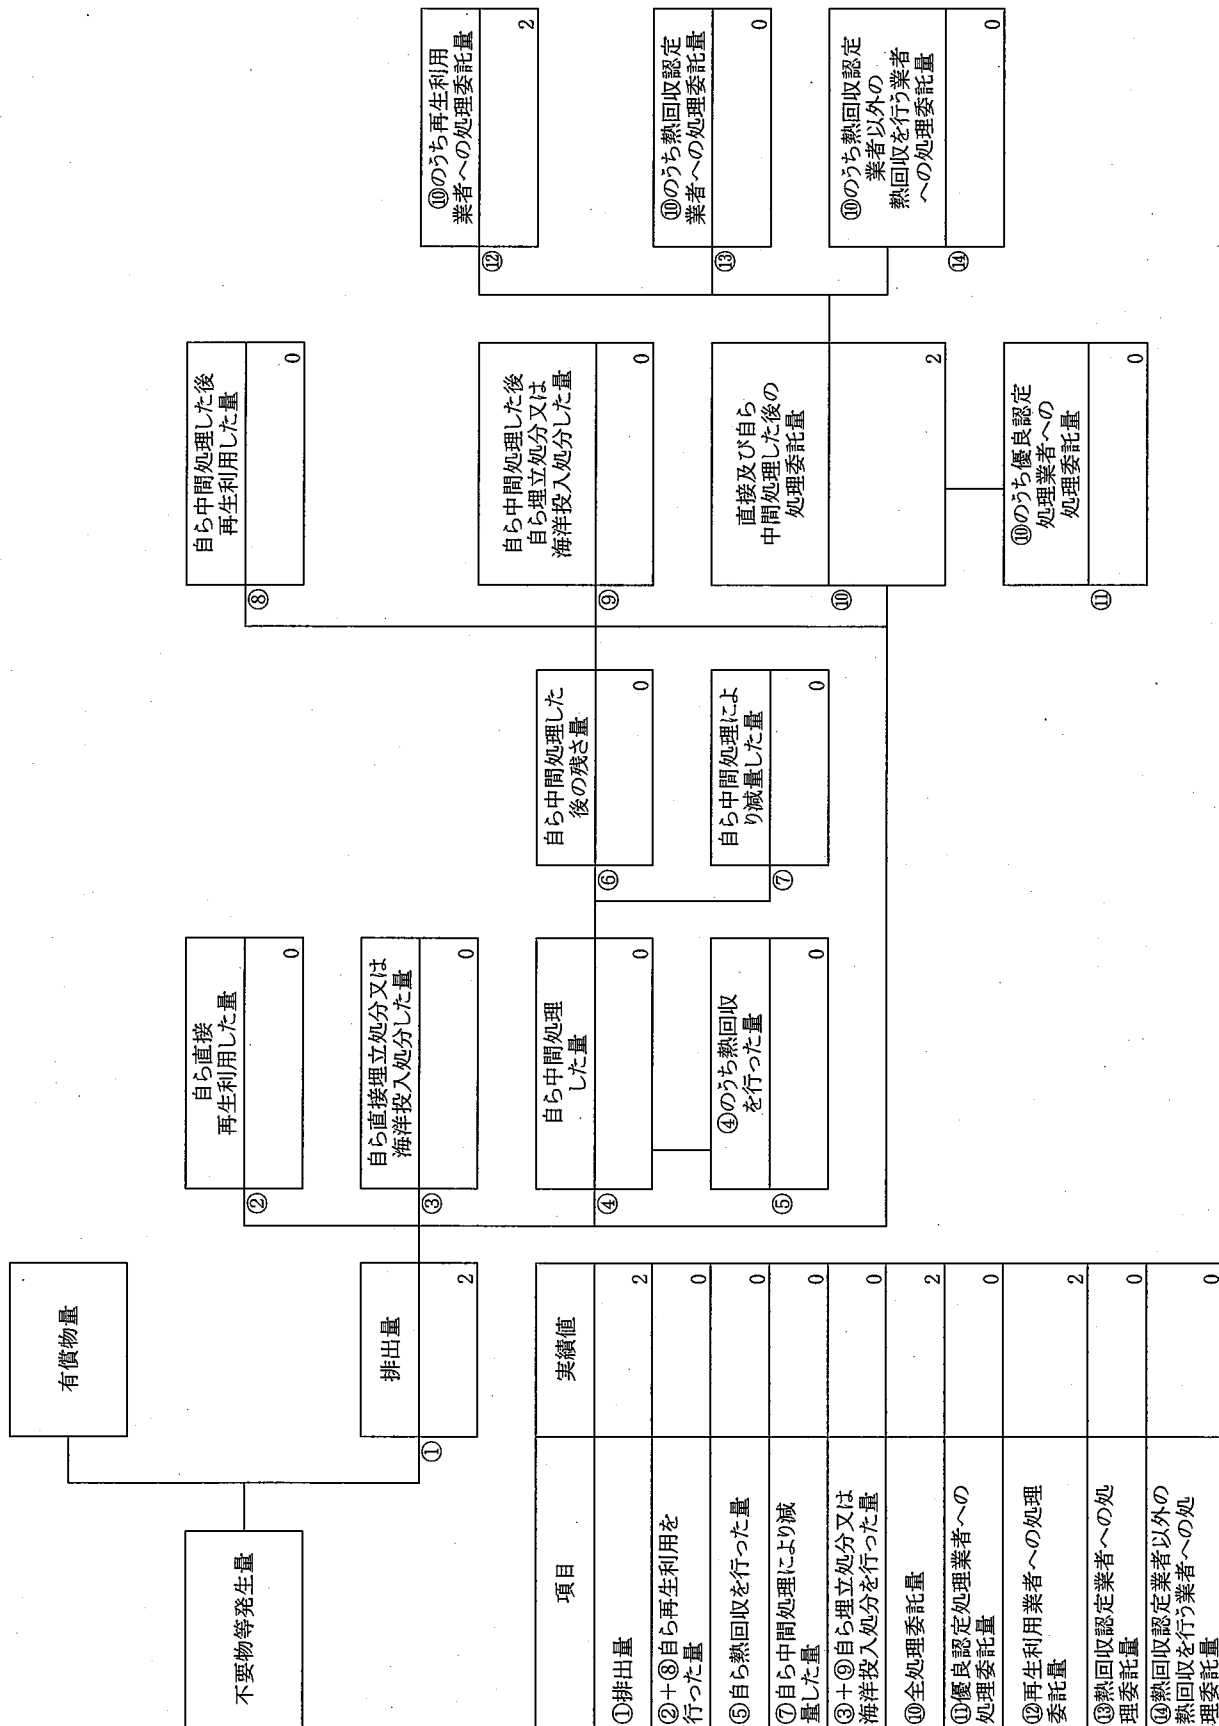 不要物等発生量
有償物量
排出量
①
2
自ら直接
再生利用した量
②
0
自ら直接埋立処分又は
海洋投入処分した量
③
0
自ら中間処理
した量
④
0
④のうち熱回収
を行った量
⑤
0
自ら中間処理した
後の残さ量
⑥
0
自ら中間処理によ
り減量した量
⑦
0
自ら中間処理した後
再生利用した量
⑧
0
自ら中間処理した後
自ら埋立処分又は
海洋投入処分した量
⑨
0
直接及び自ら
中間処理した後の
処理委託量
⑩
2
⑩のうち優良認定
処理業者への
処理委託量
⑪
0
⑩のうち再生利用
業者への処理委託量
⑫
2
⑩のうち熱回収認定
業者への処理委託量
⑬
0
⑩のうち熱回収認定
業者以外の
熱回収を行う業者
への処理委託量
⑭
0
項目 実績値
①排出量 2
②+⑧自ら再生利用を
行った量 0
⑤自ら熱回収を行った量 0
⑦自ら中間処理により減
量した量 0
③+⑨自ら埋立処分又は
海洋投入処分を行った量 0
⑩全処理委託量 2
⑪優良認定処理業者への
処理委託量 0
⑫再生利用業者への処理
委託量 2
⑬熱回収認定業者への処
理委託量 0
⑭熱回収認定業者以外の
熱回収を行う業者への処
理委託量 0